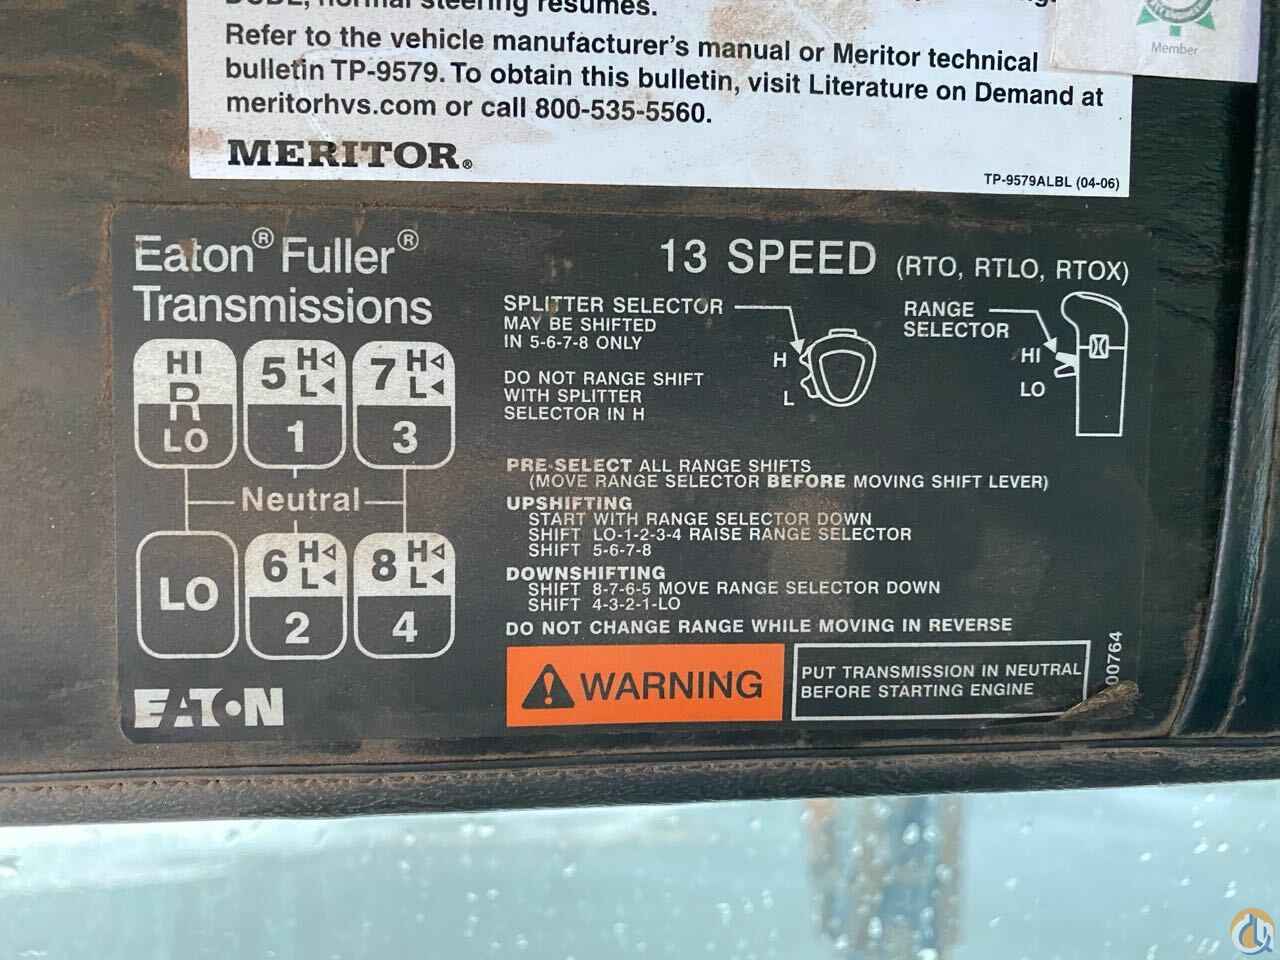 normal steering resumes.
Refer to the vehicle manufacturer's manual or Meritor technical
bulletin TP-9579. To obtain this bulletin, visit Literature on Demand at
meritorhvs.com or call 800-535-5560.
MERITOR®
TP-9579ALBL (04-06)
Member
Eaton® Fuller®
Transmissions
13 SPEED (RTO, RTLO, RTOX)
HI
R
LO
5 H
L
1
7 H
L
3
Neutral
LO
6 H
L
2
8 H
L
4
EATON
SPLITTER SELECTOR
MAY BE SHIFTED
IN 5-6-7-8 ONLY
DO NOT RANGE SHIFT
WITH SPLITTER
SELECTOR IN H
H
L
RANGE
SELECTOR
HI
LO
PRE-SELECT ALL RANGE SHIFTS
(MOVE RANGE SELECTOR BEFORE MOVING SHIFT LEVER)
UPSHIFTING
START WITH RANGE SELECTOR DOWN
SHIFT LO-1-2-3-4 RAISE RANGE SELECTOR
SHIFT 5-6-7-8
DOWNSHIFTING
SHIFT 8-7-6-5 MOVE RANGE SELECTOR DOWN
SHIFT 4-3-2-1-LO
DO NOT CHANGE RANGE WHILE MOVING IN REVERSE
WARNING
PUT TRANSMISSION IN NEUTRAL
BEFORE STARTING ENGINE
00764